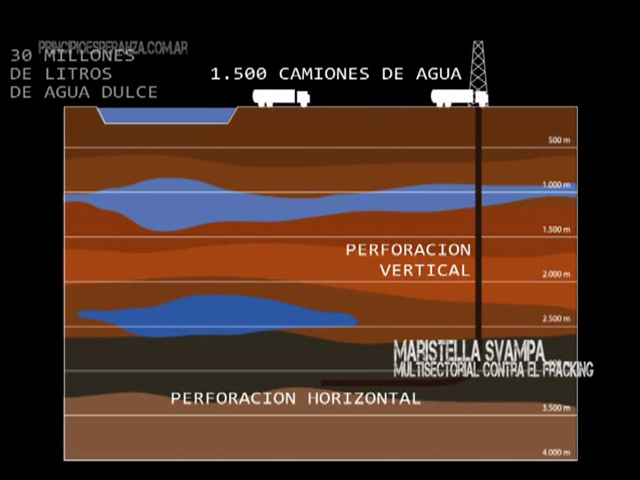 PRINCIPIOESPERANZA.COM.AR
30 MILLONES
DE LITROS
DE AGUA DULCE
1.500 CAMIONES DE AGUA
500 m
1.000 m
1.500 m
PERFORACION
VERTICAL
2.000 m
2.500 m
MARISTELLA SVAMPA
MULTISECTORIAL CONTRA EL FRACKING
PERFORACION HORIZONTAL
3.500 m
4.000 m